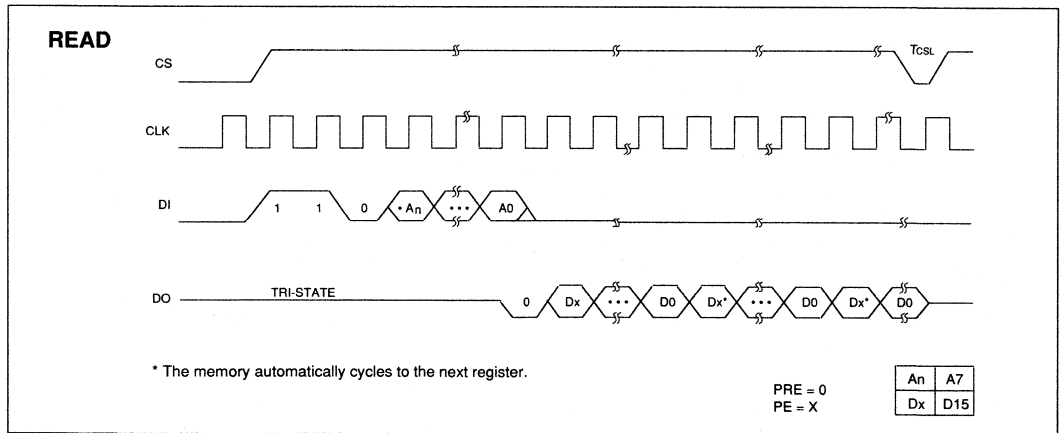 READ
CS
TCSL
CLK
DI
1 1 0 •An ••• A0
DO
TRI-STATE
0 Dx ••• D0 Dx* ••• D0 Dx* D0
* The memory automatically cycles to the next register.
PRE = 0
PE = X
An A7
Dx D15